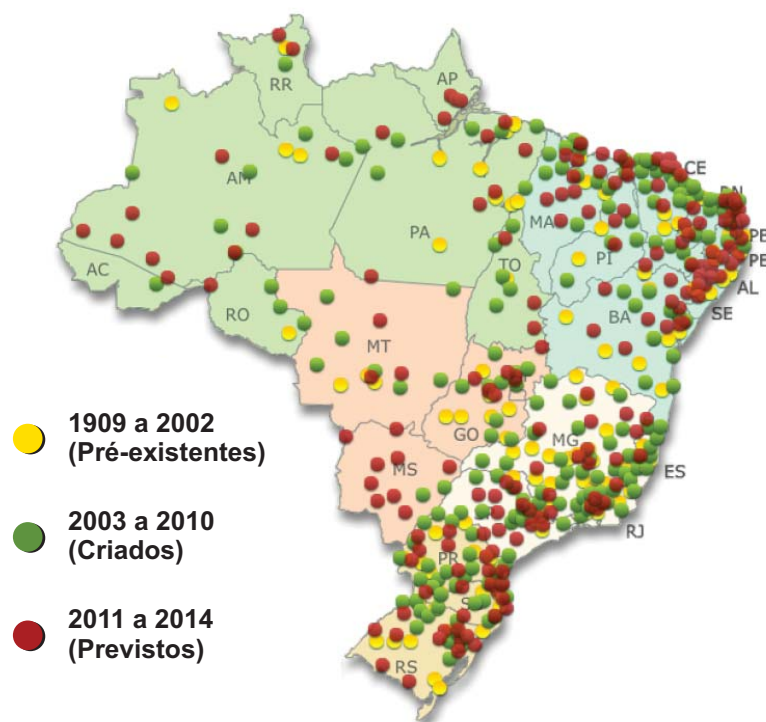 RR
AP
AM
PA
MA
CE
RN
PB
PE
PI
AL
SE
AC
RO
TO
BA
MT
GO
MG
ES
MS
RJ
PR
S
RS
1909 a 2002
(Pré-existentes)
2003 a 2010
(Criados)
2011 a 2014
(Previstos)